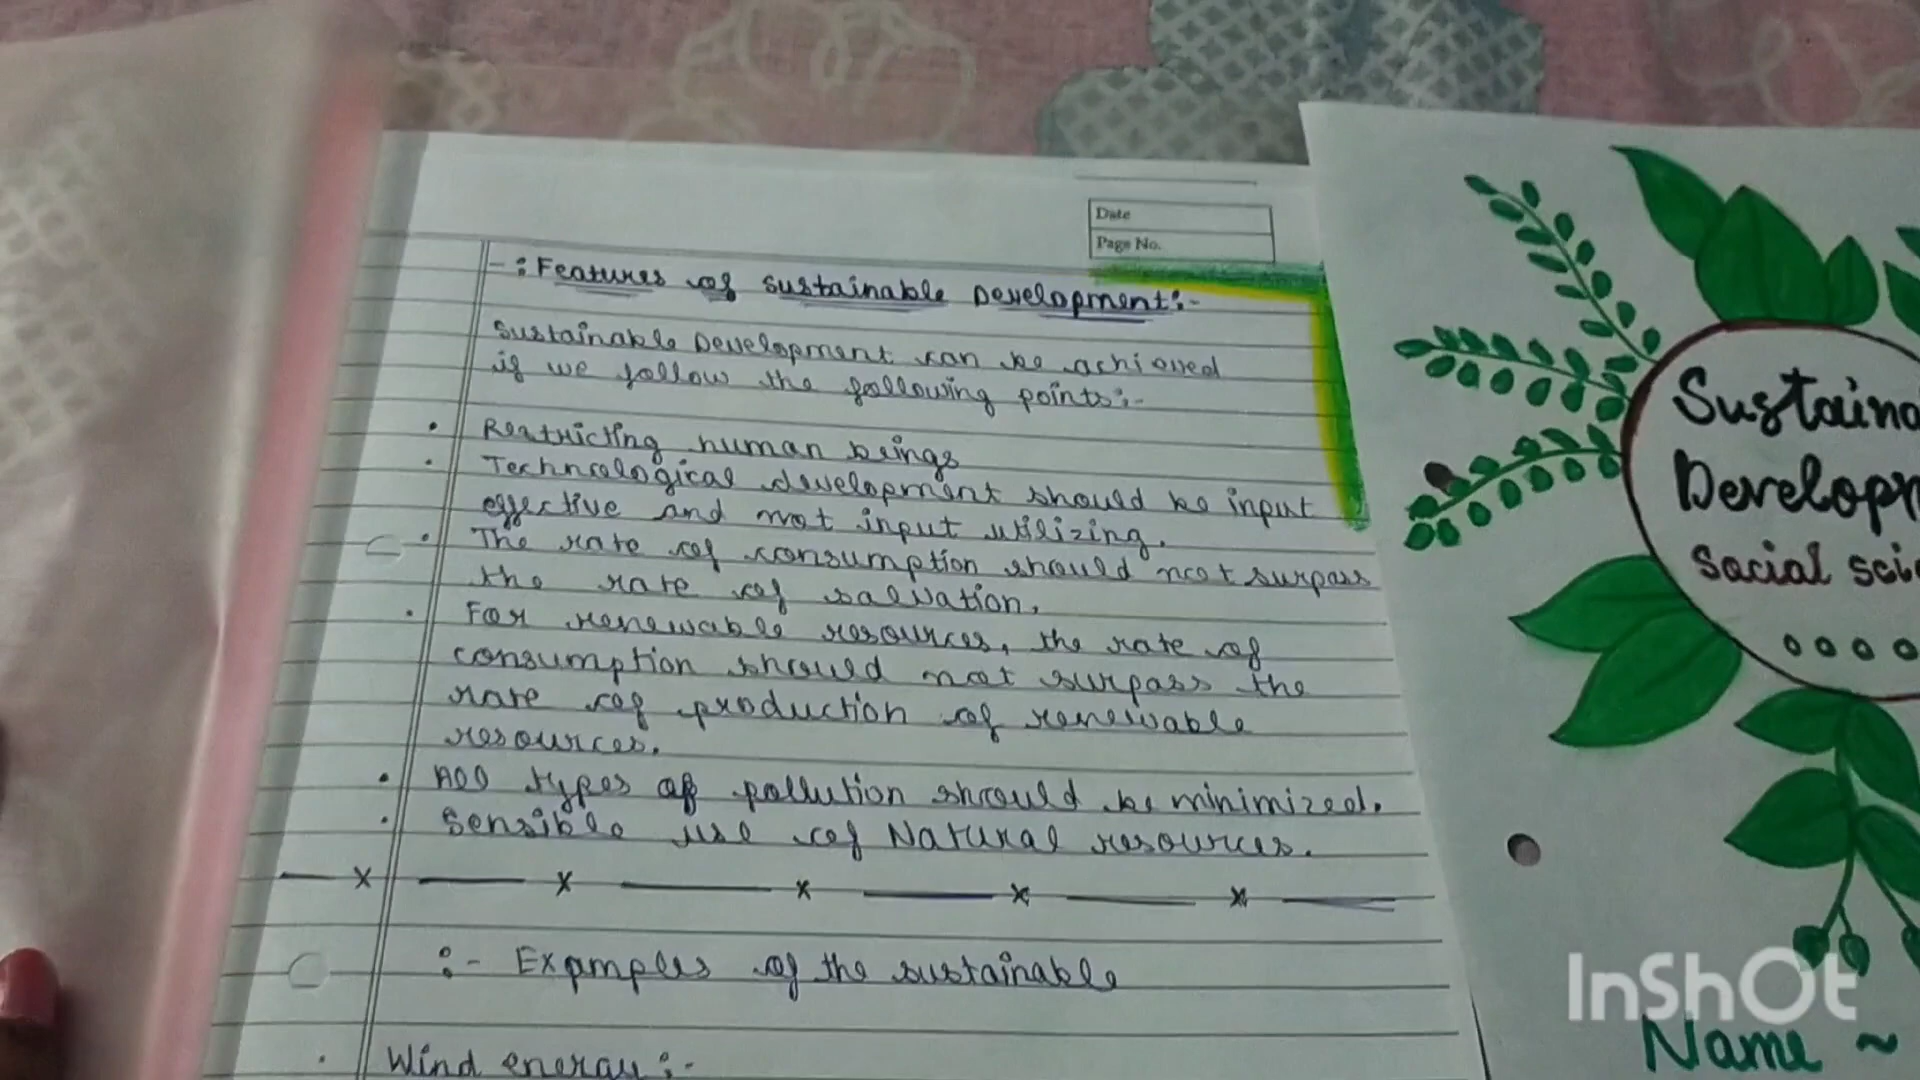 Date
Page No.
-: Features of Sustainable Development:-
Sustainable Development can be achieved
if we follow the following points:-
• Restricting human beings
• Technological development should be input
effective and not input utilizing.
• The rate of consumption should not surpass
the rate of salvation.
• For renewable resources, the rate of
consumption should not surpass the
rate of production of renewable
resources.
• All types of pollution should be minimized.
• Sensible use of Natural resources.
— x — x — x — x — x —
:- Examples of the sustainable
• Wind energy:-
Sustaina
Develop
Social sci
InShOt
Name ~